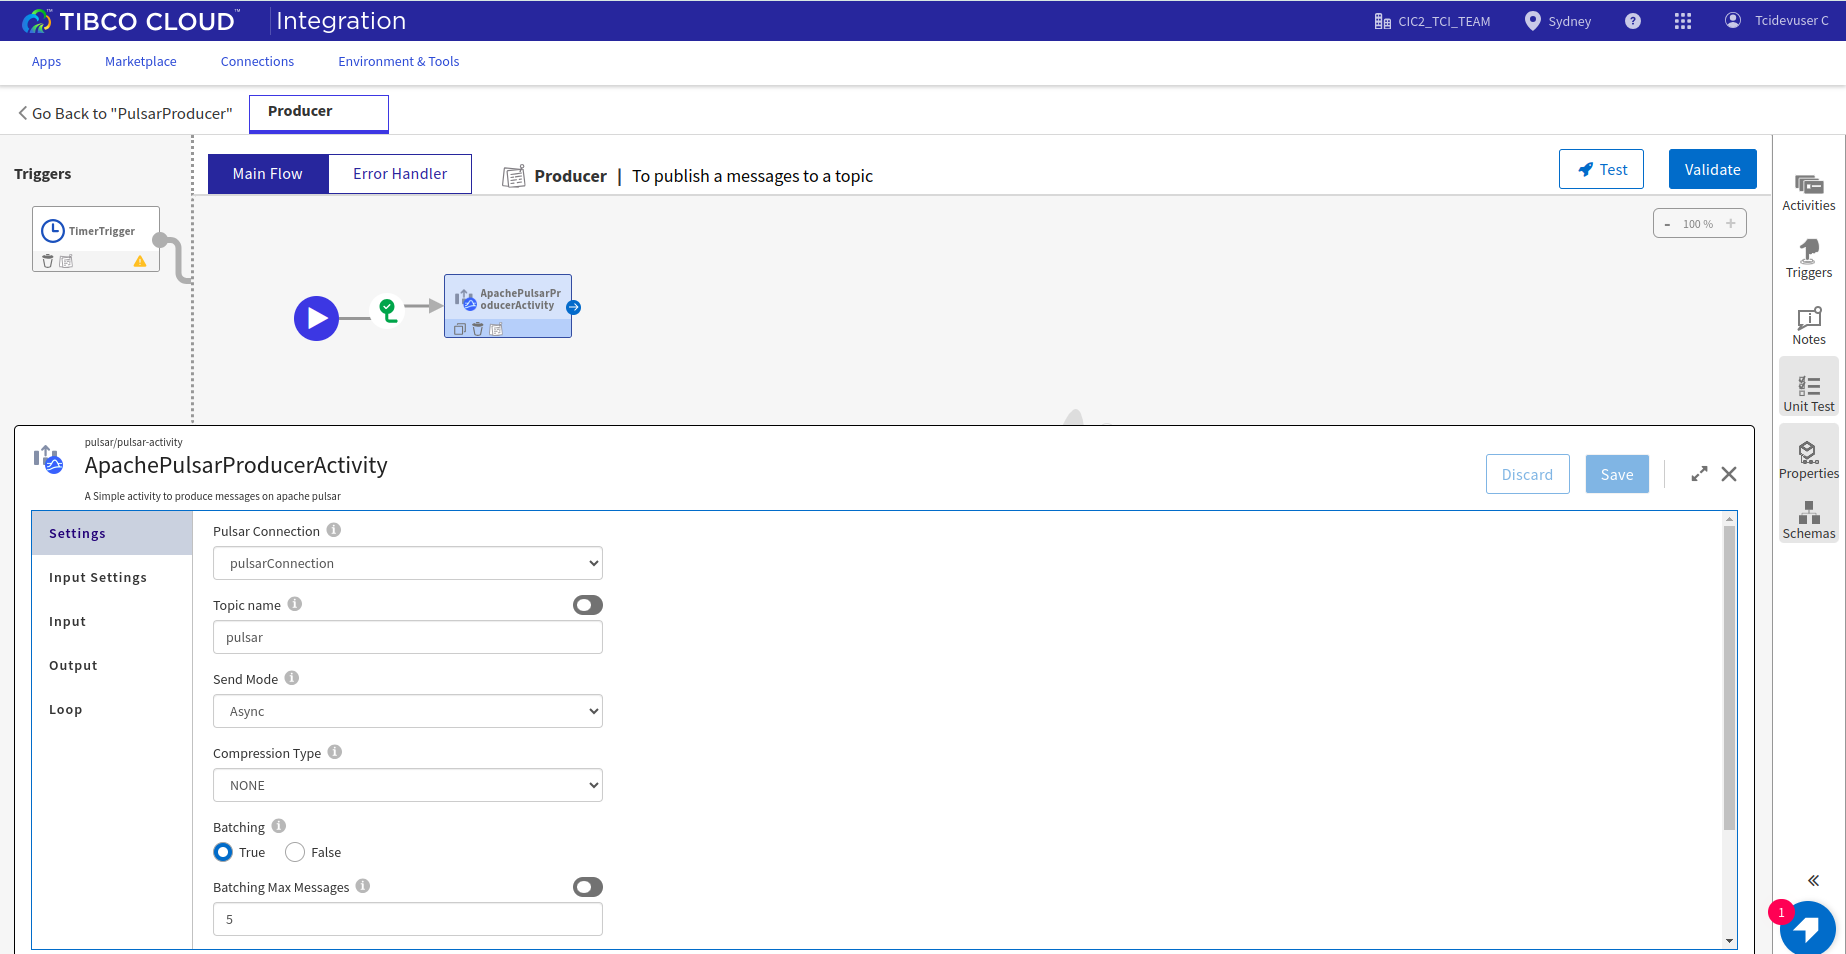 TIBCO CLOUD™ Integration
CIC2_TCI_TEAM Sydney ? Tcidevuser C
Apps Marketplace Connections Environment & Tools
Go Back to "PulsarProducer" Producer
Triggers
Main Flow Error Handler Producer | To publish a messages to a topic Test Validate
TimerTrigger
- 100 % +
ApachePulsarPr
oducerActivity
Activities
Triggers
Notes
Unit Test
Properties
Schemas
pulsar/pulsar-activity
ApachePulsarProducerActivity
A Simple activity to produce messages on apache pulsar
Discard Save
Settings
Input Settings
Input
Output
Loop
Pulsar Connection
pulsarConnection
Topic name
pulsar
Send Mode
Async
Compression Type
NONE
Batching
True False
Batching Max Messages
5
1